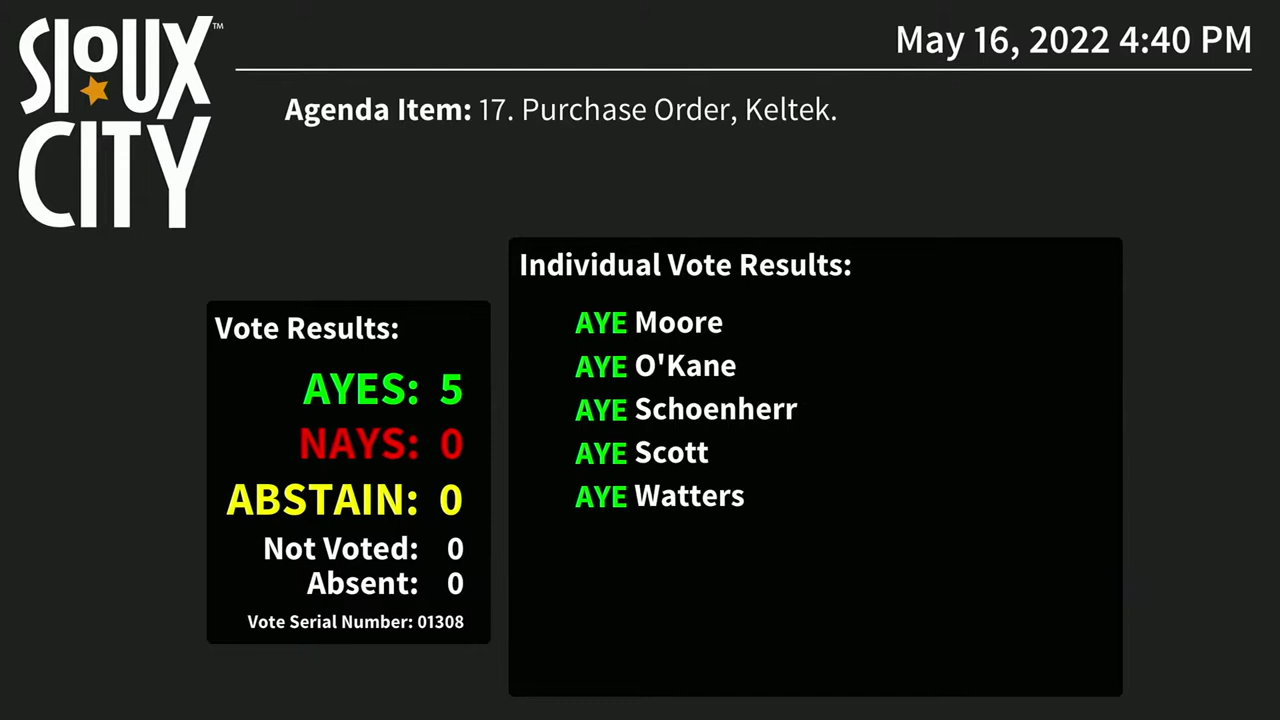 SIOUX™
CITY
May 16, 2022 4:40 PM
Agenda Item: 17. Purchase Order, Keltek.
Vote Results:
AYES: 5
NAYS: 0
ABSTAIN: 0
Not Voted: 0
Absent: 0
Vote Serial Number: 01308
Individual Vote Results:
AYE Moore
AYE O'Kane
AYE Schoenherr
AYE Scott
AYE Watters